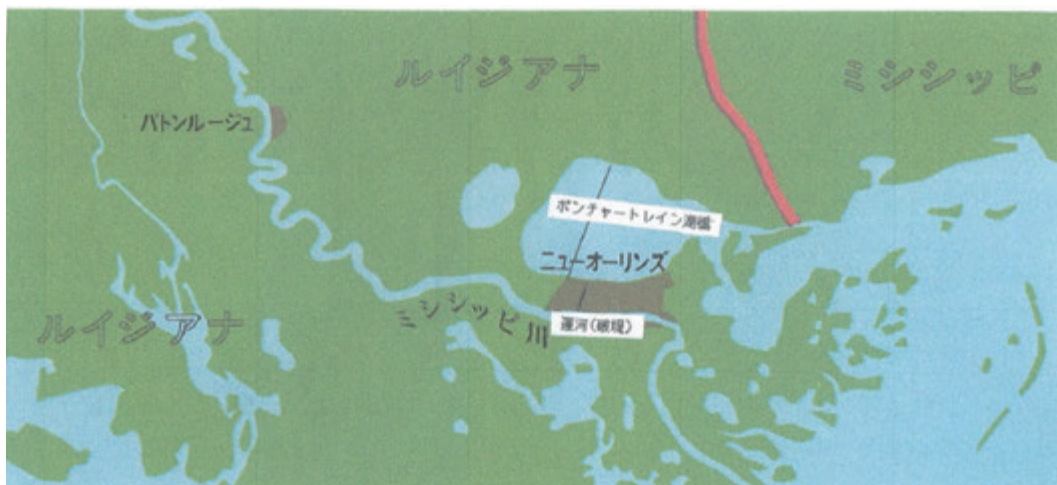 ルイジアナ
ミシシッピ
バトンルージュ
ポンチャートレイン湖橋
ニューオーリンズ
ミシシッピ川
運河(破堤)
ルイジアナ